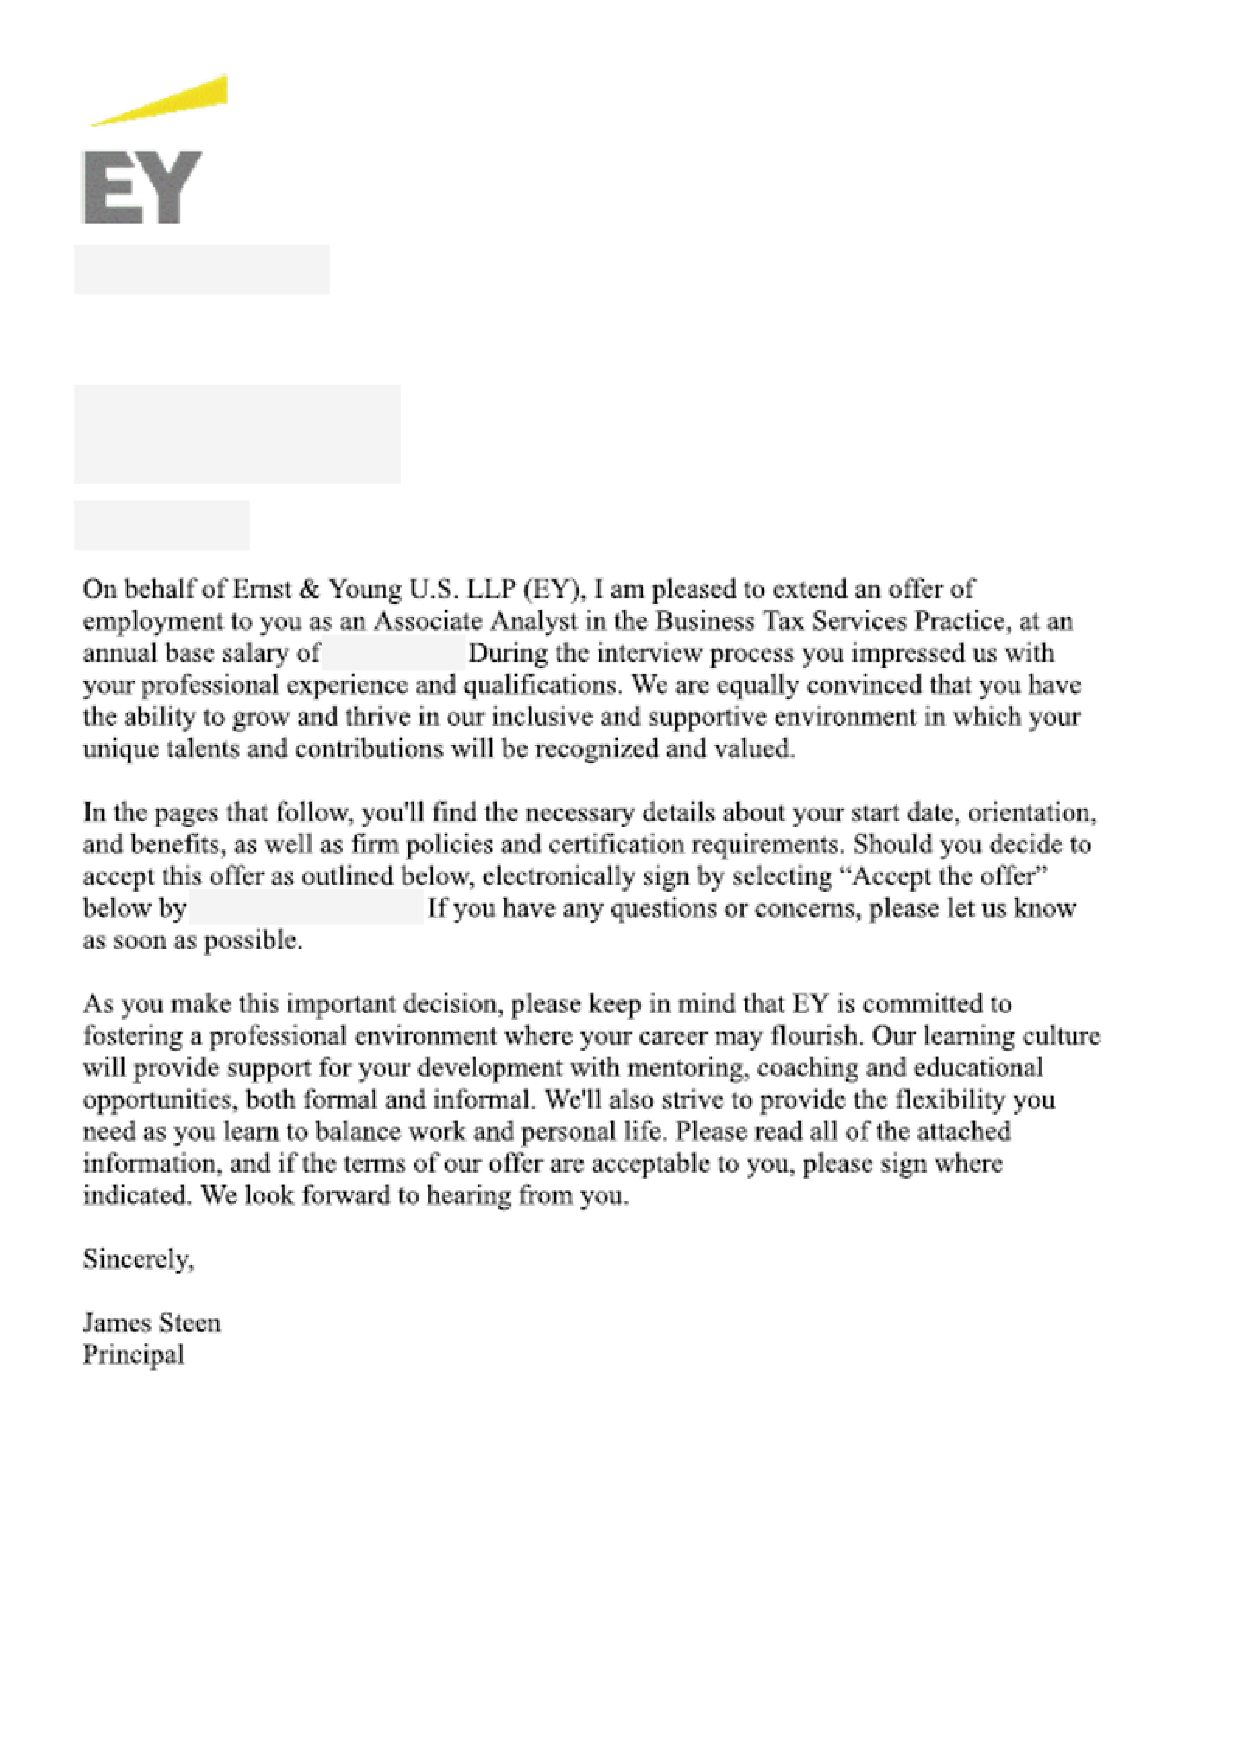 EY
On behalf of Ernst & Young U.S. LLP (EY), I am pleased to extend an offer of
employment to you as an Associate Analyst in the Business Tax Services Practice, at an
annual base salary of During the interview process you impressed us with
your professional experience and qualifications. We are equally convinced that you have
the ability to grow and thrive in our inclusive and supportive environment in which your
unique talents and contributions will be recognized and valued.
In the pages that follow, you'll find the necessary details about your start date, orientation,
and benefits, as well as firm policies and certification requirements. Should you decide to
accept this offer as outlined below, electronically sign by selecting “Accept the offer”
below by If you have any questions or concerns, please let us know
as soon as possible.
As you make this important decision, please keep in mind that EY is committed to
fostering a professional environment where your career may flourish. Our learning culture
will provide support for your development with mentoring, coaching and educational
opportunities, both formal and informal. We'll also strive to provide the flexibility you
need as you learn to balance work and personal life. Please read all of the attached
information, and if the terms of our offer are acceptable to you, please sign where
indicated. We look forward to hearing from you.
Sincerely,
James Steen
Principal